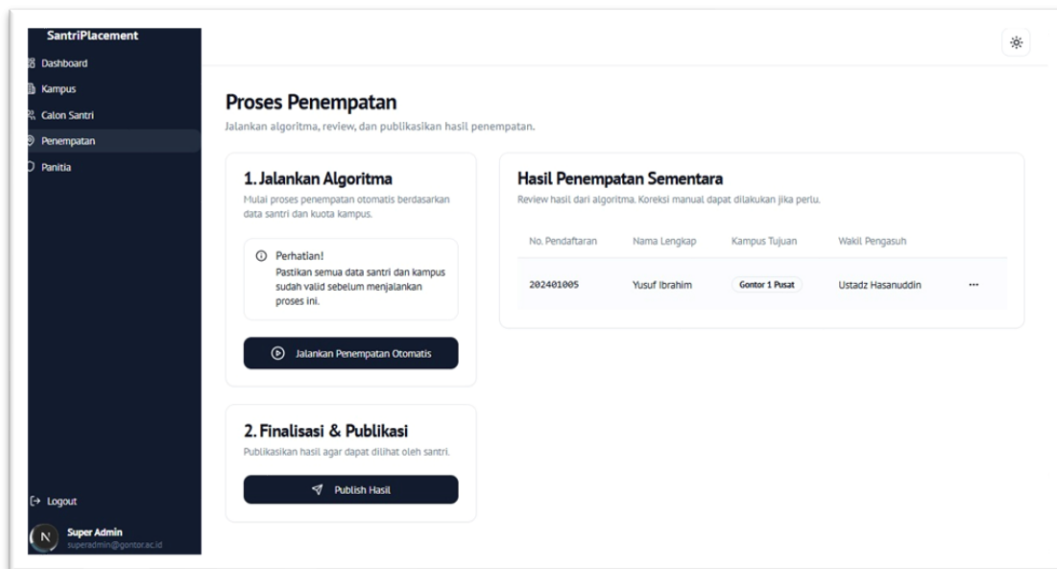 SantriPlacement
Dashboard
Kampus
Calon Santri
Penempatan
Panitia
Logout
N
Super Admin
superadmin@gontor.ac.id
Proses Penempatan
Jalankan algoritma, review, dan publikasikan hasil penempatan.
1. Jalankan Algoritma
Mulai proses penempatan otomatis berdasarkan
data santri dan kuota kampus.
Perhatian!
Pastikan semua data santri dan kampus
sudah valid sebelum menjalankan
proses ini.
Jalankan Penempatan Otomatis
2. Finalisasi & Publikasi
Publikasikan hasil agar dapat dilihat oleh santri.
Publish Hasil
Hasil Penempatan Sementara
Review hasil dari algoritma. Koreksi manual dapat dilakukan jika perlu.
No. Pendaftaran Nama Lengkap Kampus Tujuan Wakil Pengasuh
202401005 Yusuf Ibrahim Gontor 1 Pusat Ustadz Hasanuddin ...